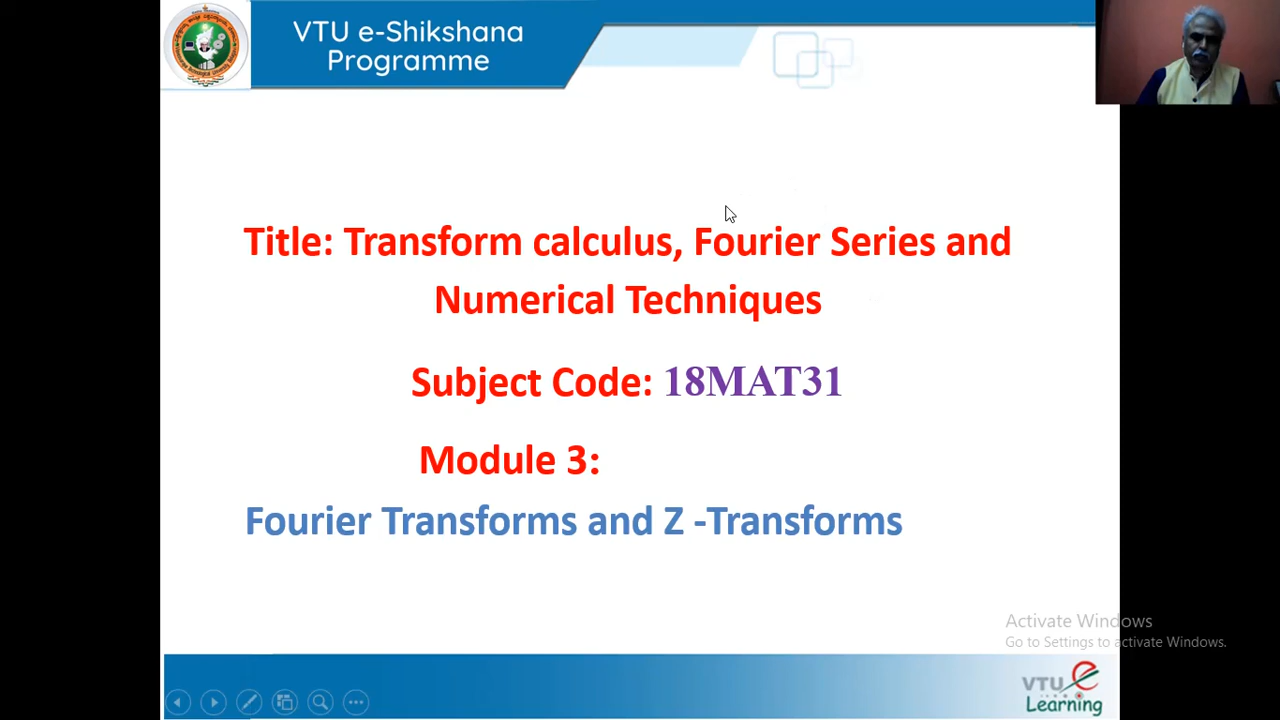 VTU e-Shikshana
Programme
Title: Transform calculus, Fourier Series and
Numerical Techniques
Subject Code: 18MAT31
Module 3:
Fourier Transforms and Z -Transforms
Activate Windows
Go to Settings to activate Windows.
VTU e
Learning